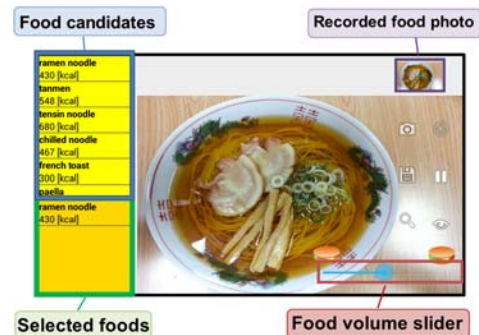 Food candidates
Recorded food photo
ramen noodle
430 [kcal]
tanmen
548 [kcal]
tensin noodle
680 [kcal]
chilled noodle
467 [kcal]
french toast
300 [kcal]
paella
ramen noodle
430 [kcal]
Selected foods
Food volume slider